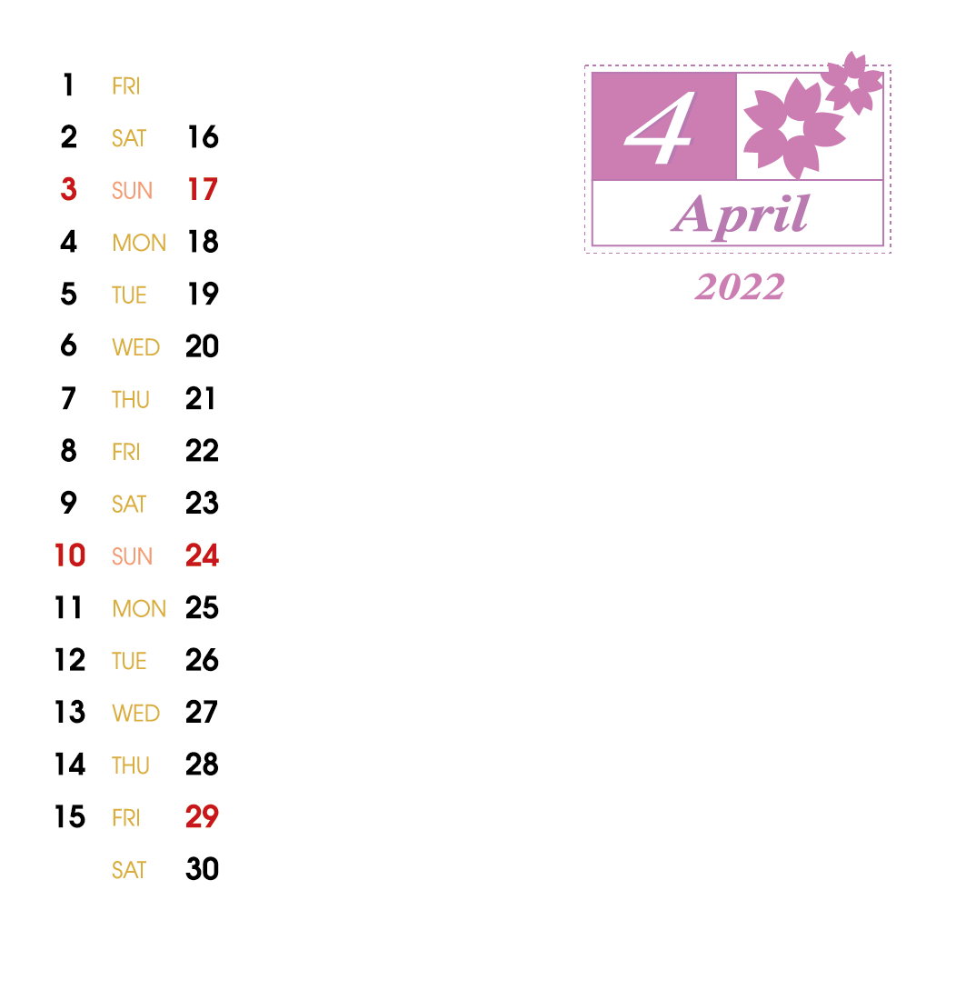 1 FRI
2 SAT 16
3 SUN 17
4 MON 18
5 TUE 19
6 WED 20
7 THU 21
8 FRI 22
9 SAT 23
10 SUN 24
11 MON 25
12 TUE 26
13 WED 27
14 THU 28
15 FRI 29
SAT 30
4
April
2022